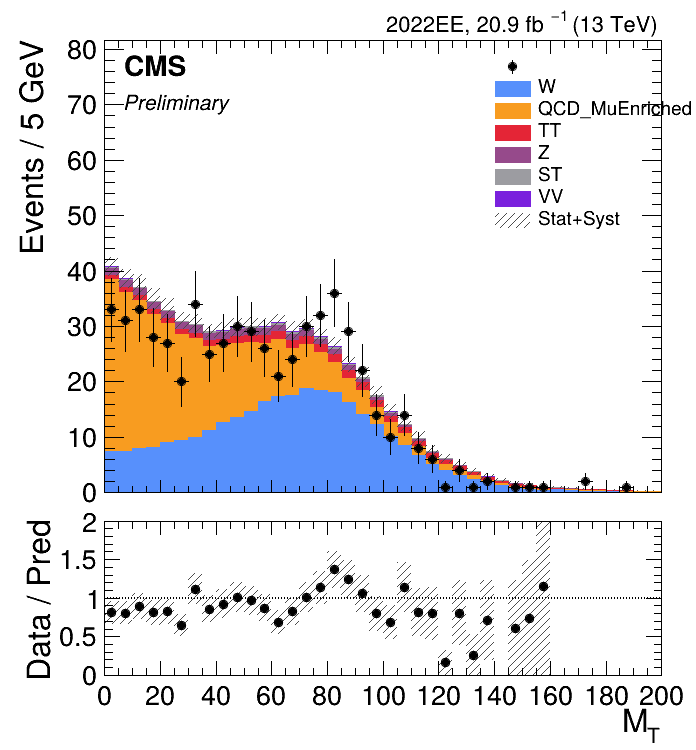 2022EE, 20.9 fb⁻¹ (13 TeV)
CMS
Preliminary
W
QCD_MuEnriched
TT
Z
ST
VV
Stat+Syst
Events / 5 GeV
80
70
60
50
40
30
20
10
0
Data / Pred
2
1.5
1
0.5
0
0 20 40 60 80 100 120 140 160 180 200
M_T